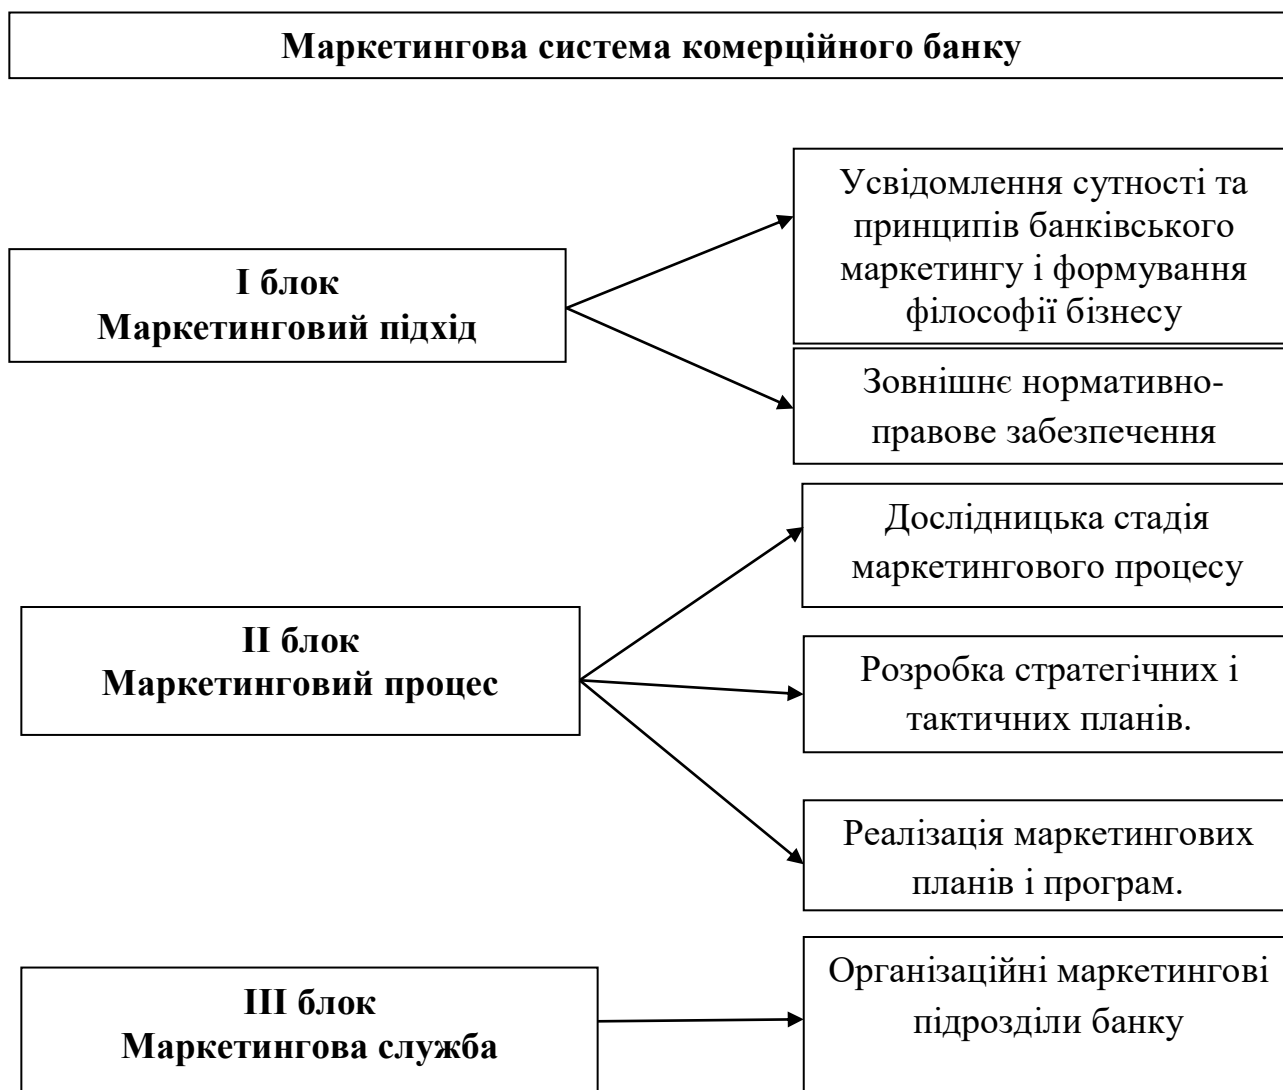 Маркетингова система комерційного банку
Усвідомлення сутності та
принципів банківського
маркетингу і формування
філософії бізнесу
І блок
Маркетинговий підхід
Зовнішнє нормативно-
правове забезпечення
Дослідницька стадія
маркетингового процесу
ІІ блок
Маркетинговий процес
Розробка стратегічних і
тактичних планів.
Реалізація маркетингових
планів і програм.
ІІІ блок
Маркетингова служба
Організаційні маркетингові
підрозділи банку